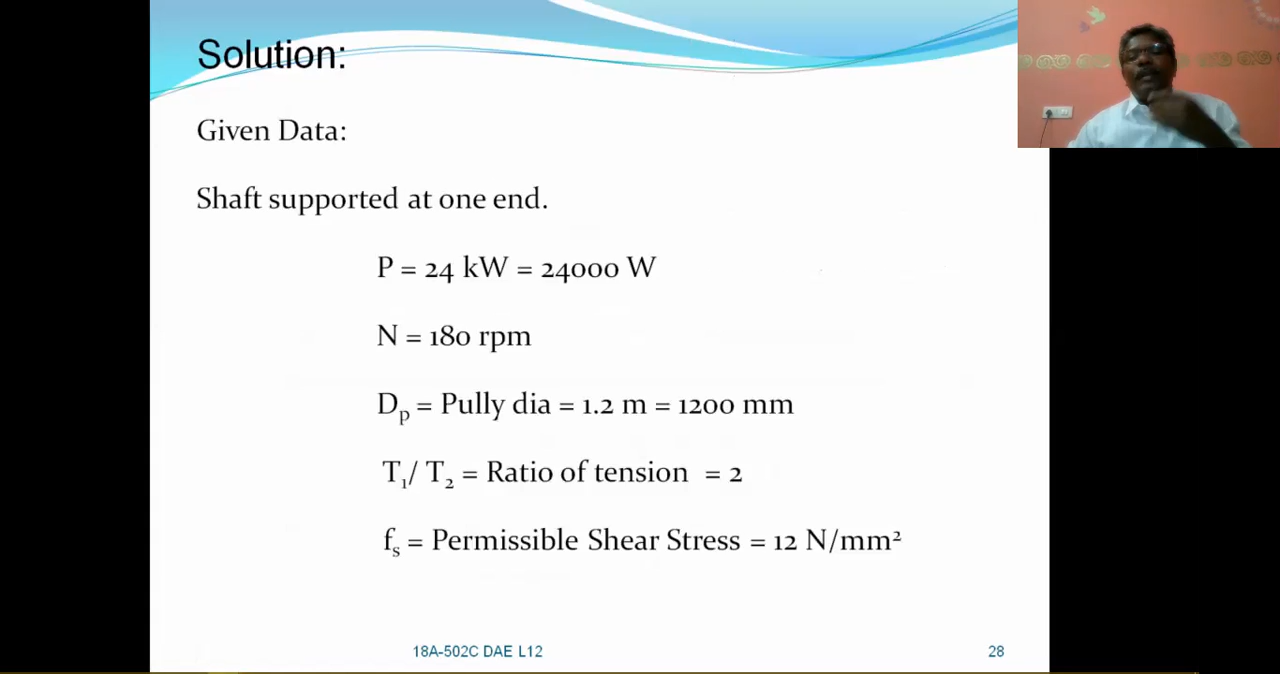 Solution:
Given Data:
Shaft supported at one end.
P = 24 kW = 24000 W
N = 180 rpm
Dₚ = Pully dia = 1.2 m = 1200 mm
T₁/ T₂ = Ratio of tension = 2
fₛ = Permissible Shear Stress = 12 N/mm²
18A-502C DAE L12
28